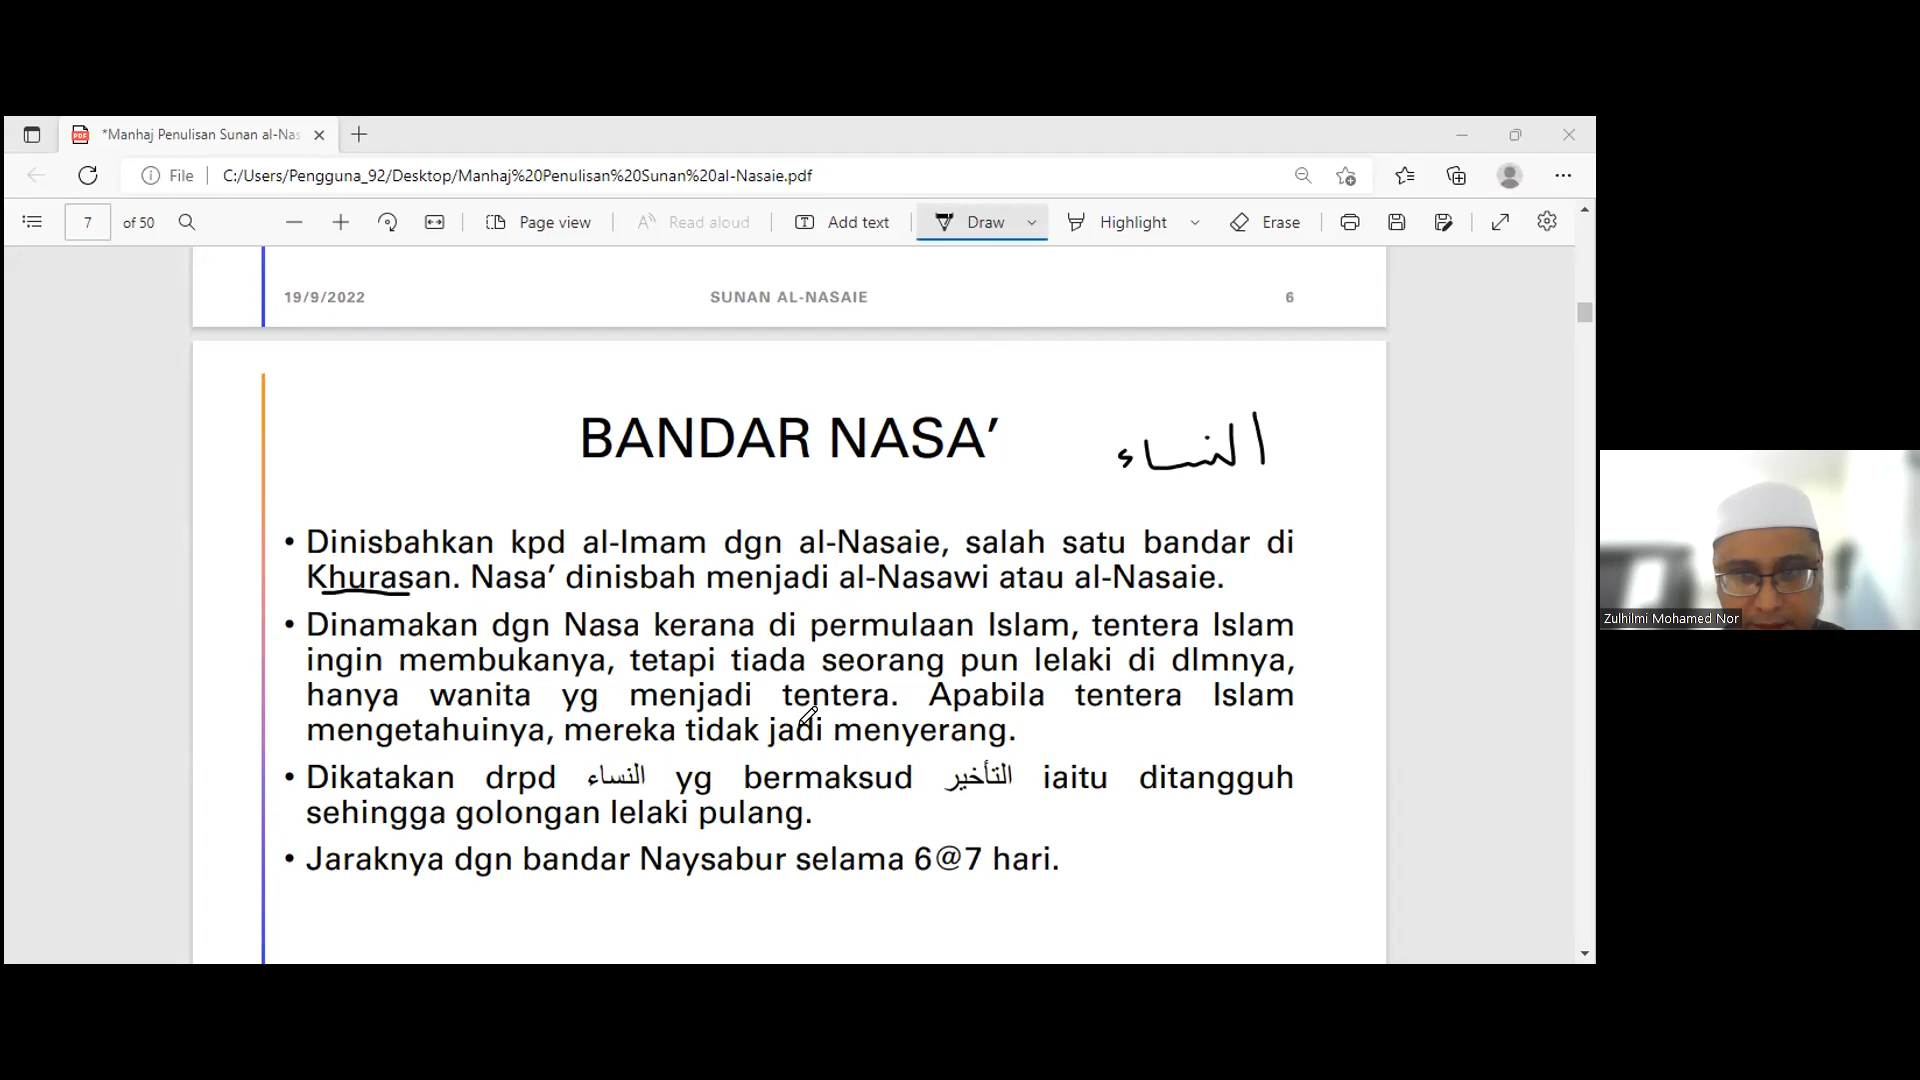 *Manhaj Penulisan Sunan al-Nas
File C:/Users/Pengguna_92/Desktop/Manhaj%20Penulisan%20Sunan%20al-Nasaie.pdf
7 of 50 Page view Read aloud Add text Draw Highlight Erase
19/9/2022 SUNAN AL-NASAIE 6
BANDAR NASA’ النساء
• Dinisbahkan kpd al-Imam dgn al-Nasaie, salah satu bandar di
Khurasan. Nasa’ dinisbah menjadi al-Nasawi atau al-Nasaie.
• Dinamakan dgn Nasa kerana di permulaan Islam, tentera Islam
ingin membukanya, tetapi tiada seorang pun lelaki di dlmnya,
hanya wanita yg menjadi tentera. Apabila tentera Islam
mengetahuinya, mereka tidak jadi menyerang.
• Dikatakan drpd النساء yg bermaksud التأخير iaitu ditangguh
sehingga golongan lelaki pulang.
• Jaraknya dgn bandar Naysabur selama 6@7 hari.
Zulhilmi Mohamed Nor